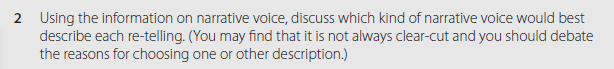 2 Using the information on narrative voice, discuss which kind of narrative voice would best
describe each re-telling. (You may find that it is not always clear-cut and you should debate
the reasons for choosing one or other description.)